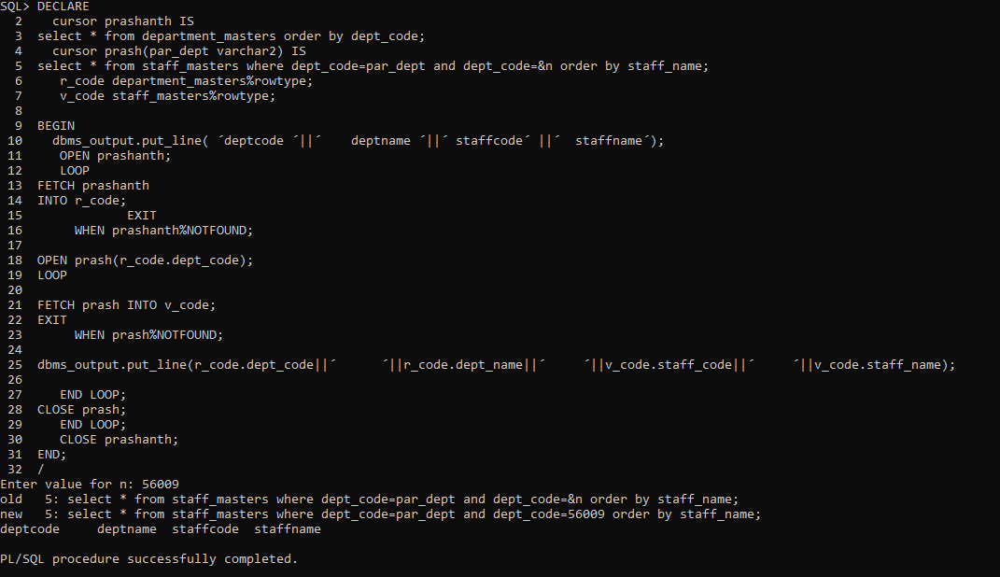 SQL> DECLARE
  2    cursor prashanth IS
  3  select * from department_masters order by dept_code;
  4    cursor prash(par_dept varchar2) IS
  5  select * from staff_masters where dept_code=par_dept and dept_code=&n order by staff_name;
  6     r_code department_masters%rowtype;
  7     v_code staff_masters%rowtype;
  8
  9  BEGIN
 10    dbms_output.put_line( ´deptcode ´||´    deptname ´||´ staffcode´ ||´  staffname´);
 11     OPEN prashanth;
 12     LOOP
 13  FETCH prashanth
 14  INTO r_code;
 15              EXIT
 16       WHEN prashanth%NOTFOUND;
 17
 18  OPEN prash(r_code.dept_code);
 19  LOOP
 20
 21  FETCH prash INTO v_code;
 22  EXIT
 23       WHEN prash%NOTFOUND;
 24
 25  dbms_output.put_line(r_code.dept_code||´      ´||r_code.dept_name||´     ´||v_code.staff_code||´     ´||v_code.staff_name);
 26
 27     END LOOP;
 28  CLOSE prash;
 29     END LOOP;
 30     CLOSE prashanth;
 31  END;
 32  /
Enter value for n: 56009
old   5: select * from staff_masters where dept_code=par_dept and dept_code=&n order by staff_name;
new   5: select * from staff_masters where dept_code=par_dept and dept_code=56009 order by staff_name;
deptcode     deptname  staffcode  staffname
PL/SQL procedure successfully completed.